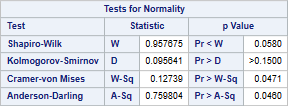 Tests for Normality
Test Statistic p Value
Shapiro-Wilk W 0.957675 Pr < W 0.0580
Kolmogorov-Smirnov D 0.095641 Pr > D >0.1500
Cramer-von Mises W-Sq 0.12739 Pr > W-Sq 0.0471
Anderson-Darling A-Sq 0.759804 Pr > A-Sq 0.0460